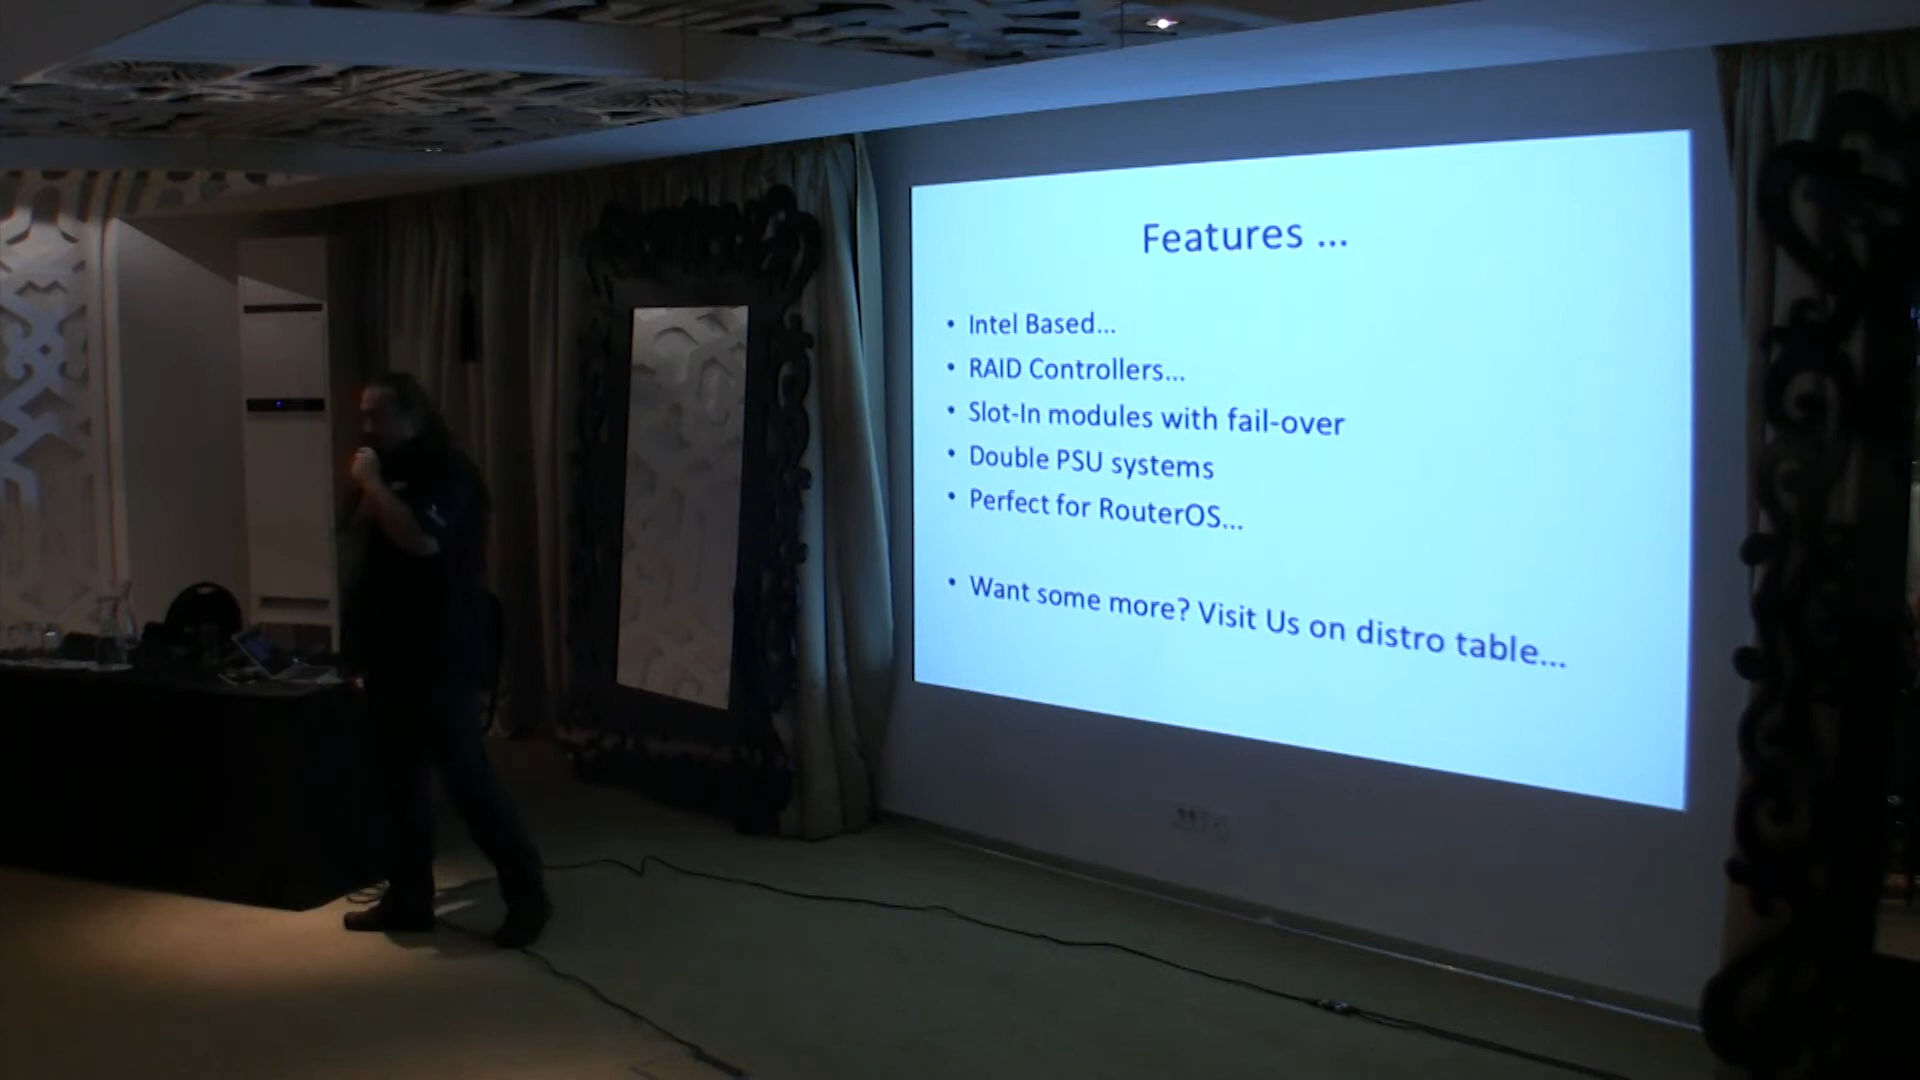 Features ...
• Intel Based...
• RAID Controllers...
• Slot-In modules with fail-over
• Double PSU systems
• Perfect for RouterOS...
• Want some more? Visit Us on distro table...